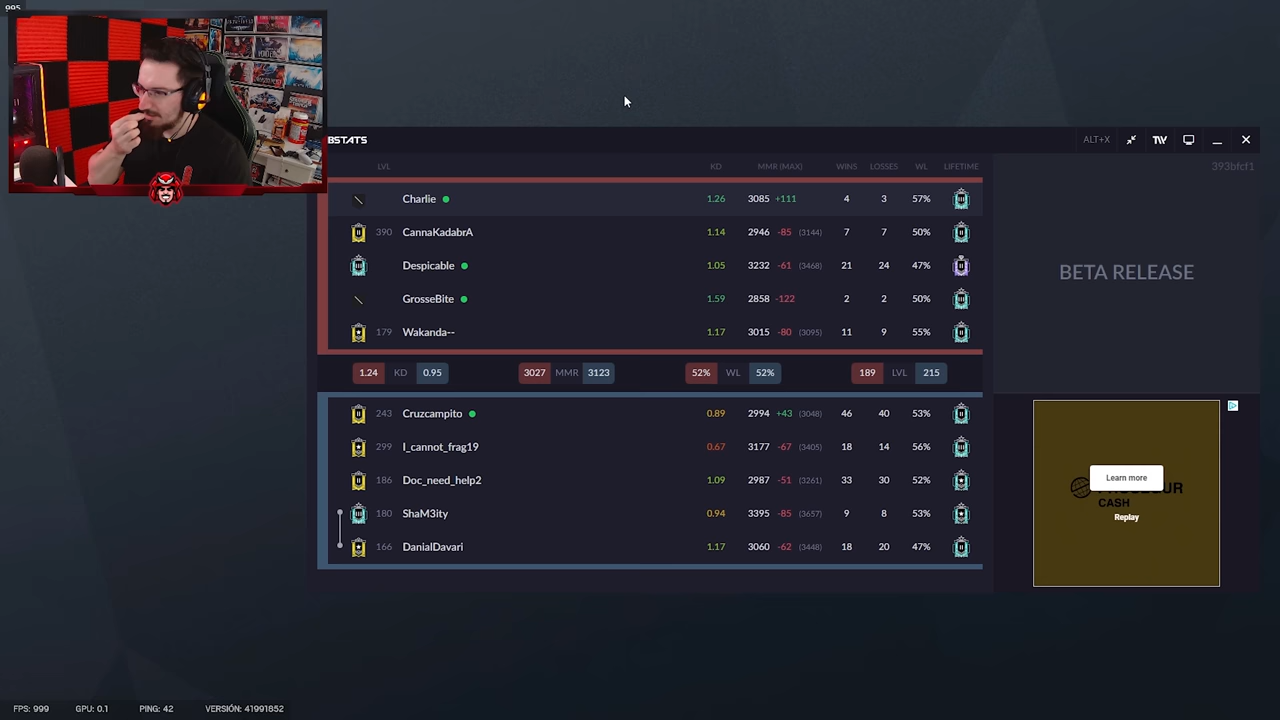 995
BSTATS
ALT+X
LVL KD MMR (MAX) WINS LOSSES WL LIFETIME
393bfcf1
Charlie 1.26 3085 +111 4 3 57%
390 CannaKadabrA 1.14 2946 -85 (3144) 7 7 50%
Despicable 1.05 3232 -61 (3468) 21 24 47%
BETA RELEASE
GrosseBite 1.59 2858 -122 2 2 50%
179 Wakanda-- 1.17 3015 -80 (3095) 11 9 55%
1.24 KD 0.95 3027 MMR 3123 52% WL 52% 189 LVL 215
243 Cruzcampito 0.89 2994 +43 (3048) 46 40 53%
299 I_cannot_frag19 0.67 3177 -67 (3405) 18 14 56%
186 Doc_need_help2 1.09 2987 -51 (3261) 33 30 52%
180 ShaM3ity 0.94 3395 -85 (3657) 9 8 53%
166 DanialDavari 1.17 3060 -62 (3448) 18 20 47%
Learn more
CASH
Replay
FPS: 999 GPU: 0.1 PING: 42 VERSIÓN: 41991852